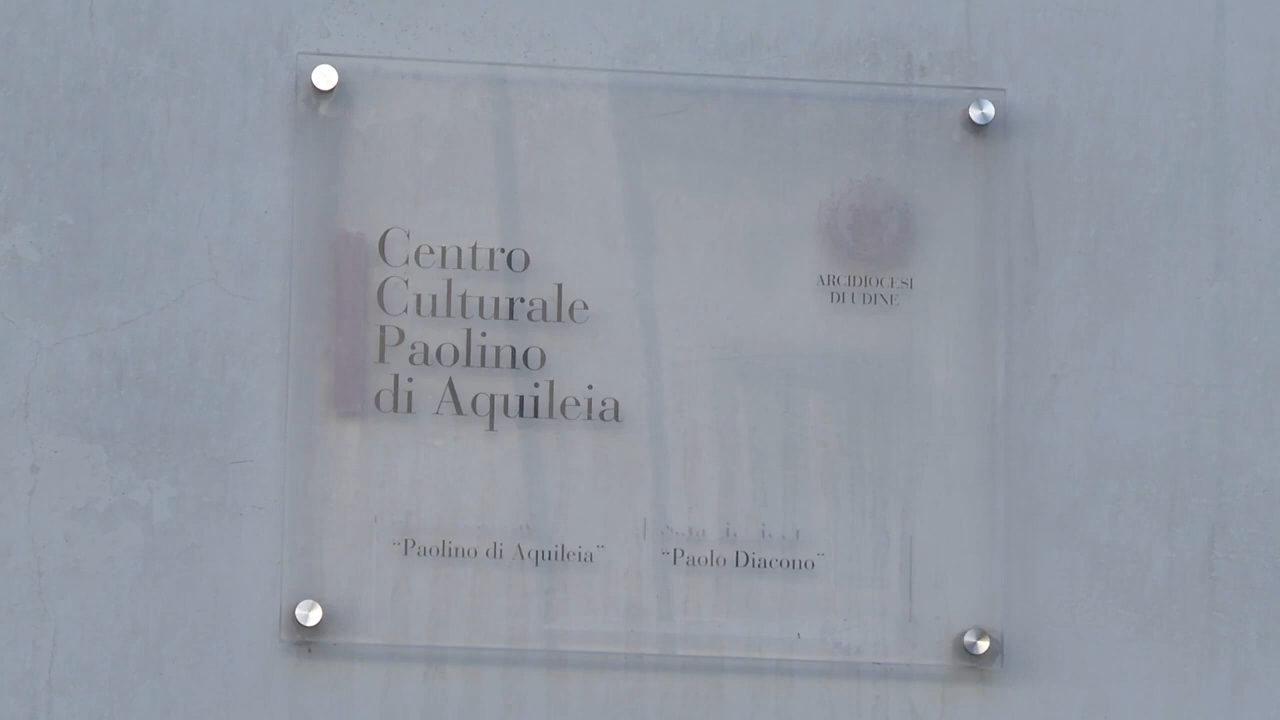 Centro
Culturale
Paolino
di Aquileia
ARCIDIOCESI
DI UDINE
"Paolino di Aquileia"
"Paolo Diacono"